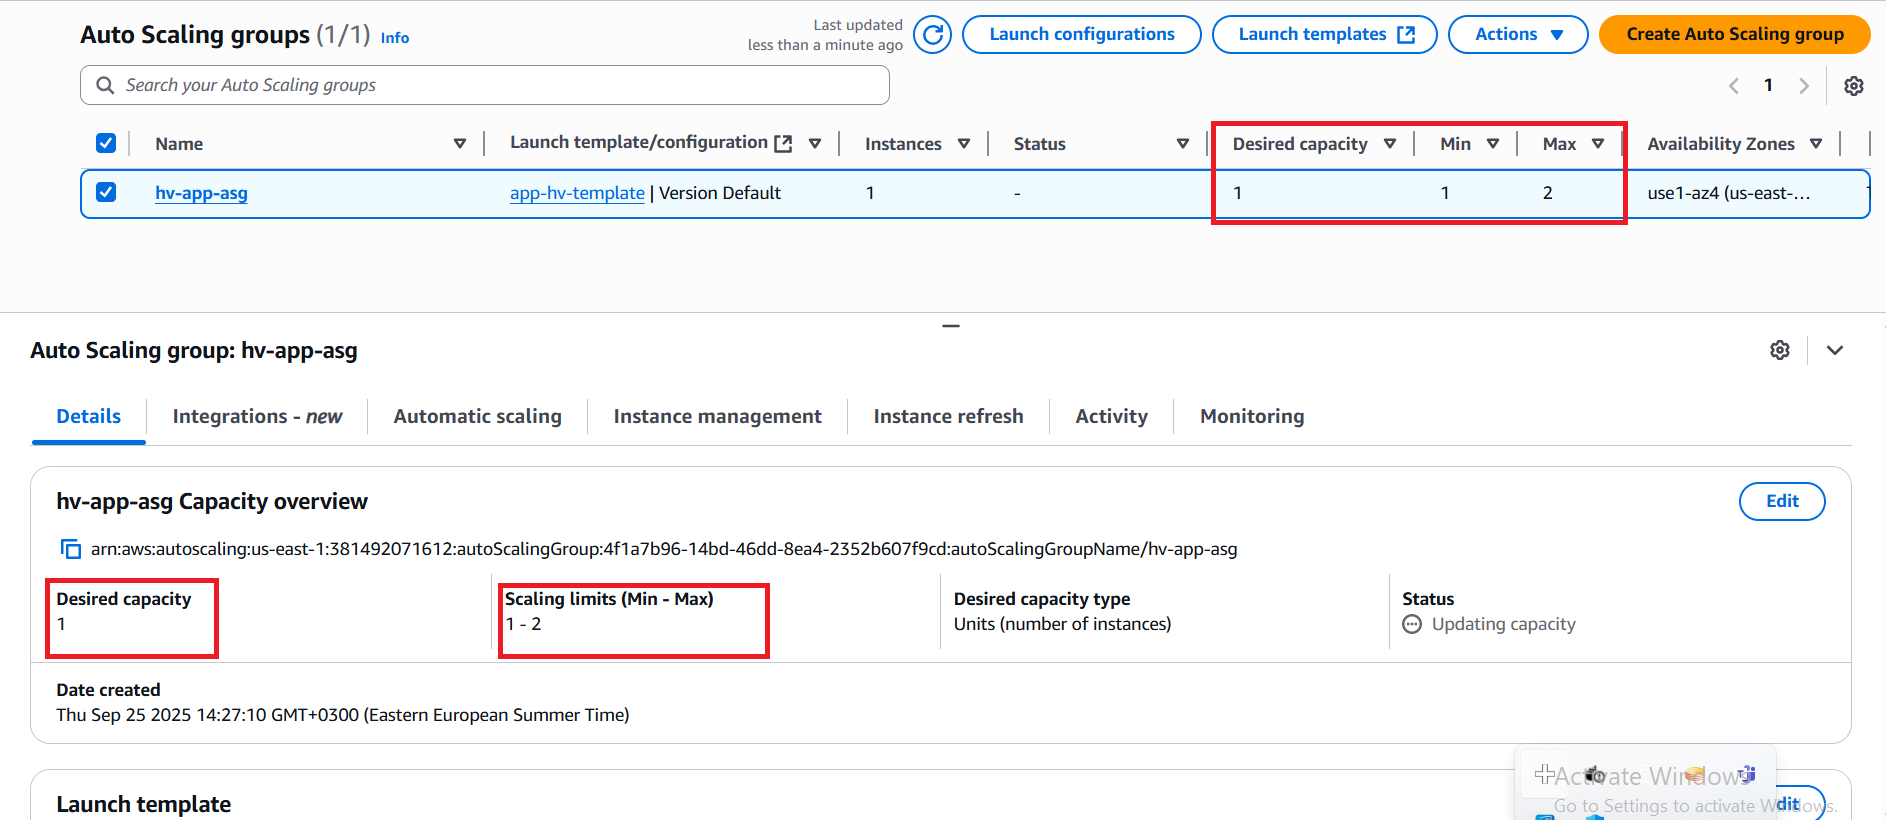 Auto Scaling groups (1/1) Info
Last updated
less than a minute ago
Launch configurations
Launch templates
Actions
Create Auto Scaling group
Search your Auto Scaling groups
1
Name
Launch template/configuration
Instances
Status
Desired capacity
Min
Max
Availability Zones
hv-app-asg
app-hv-template | Version Default
1
-
1
1
2
use1-az4 (us-east-...
Auto Scaling group: hv-app-asg
Details
Integrations - new
Automatic scaling
Instance management
Instance refresh
Activity
Monitoring
hv-app-asg Capacity overview
Edit
arn:aws:autoscaling:us-east-1:381492071612:autoScalingGroup:4f1a7b96-14bd-46dd-8ea4-2352b607f9cd:autoScalingGroupName/hv-app-asg
Desired capacity
1
Scaling limits (Min - Max)
1 - 2
Desired capacity type
Units (number of instances)
Status
Updating capacity
Date created
Thu Sep 25 2025 14:27:10 GMT+0300 (Eastern European Summer Time)
Launch template
Activate Windows
Go to Settings to activate Windows.